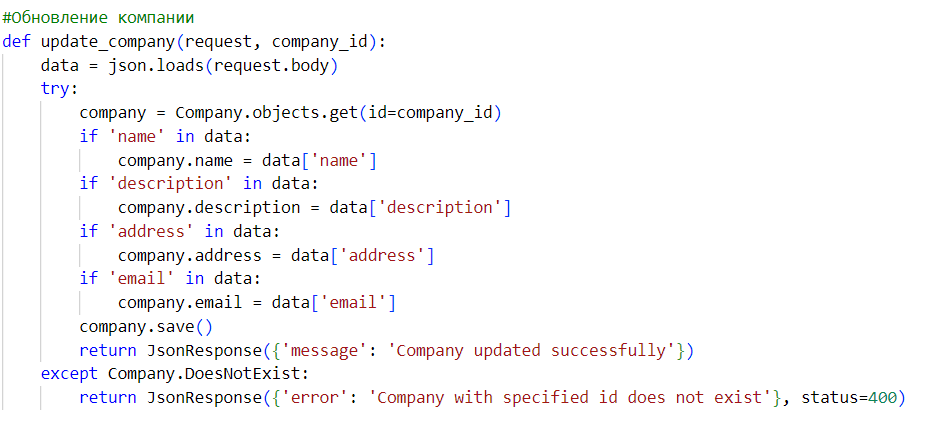 #Обновление компании
def update_company(request, company_id):
    data = json.loads(request.body)
    try:
        company = Company.objects.get(id=company_id)
        if 'name' in data:
            company.name = data['name']
        if 'description' in data:
            company.description = data['description']
        if 'address' in data:
            company.address = data['address']
        if 'email' in data:
            company.email = data['email']
        company.save()
        return JsonResponse({'message': 'Company updated successfully'})
    except Company.DoesNotExist:
        return JsonResponse({'error': 'Company with specified id does not exist'}, status=400)